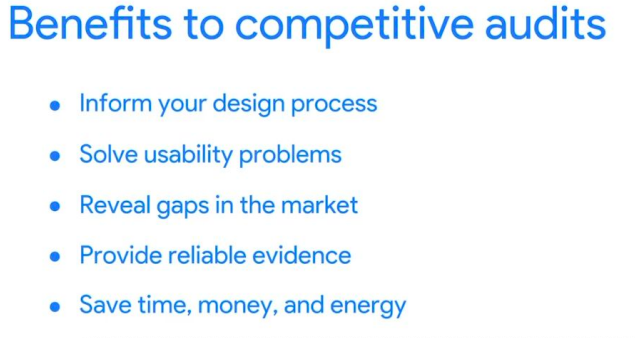 Benefits to competitive audits
• Inform your design process
• Solve usability problems
• Reveal gaps in the market
• Provide reliable evidence
• Save time, money, and energy